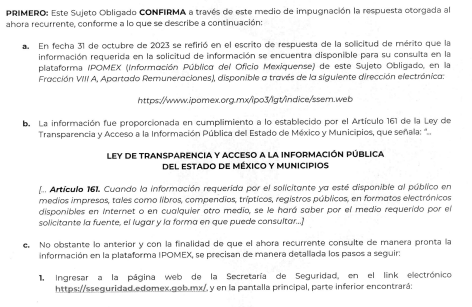 PRIMERO: Este Sujeto Obligado CONFIRMA a través de este medio de impugnación la respuesta otorgada al
ahora recurrente, conforme a lo que se describe a continuación:
a. En fecha 31 de octubre de 2023 se refirió en el escrito de respuesta de la solicitud de mérito que la
información requerida en la solicitud de información se encuentra disponible para su consulta en la
plataforma IPOMEX (Información Pública del Oficio Mexiquense) de este Sujeto Obligado, en la
Fracción VIII A, Apartado Remuneraciones), disponible a través de la siguiente dirección electrónica:
https://www.ipomex.org.mx/ipo3/lgt/indice/ssem.web
b. La información fue proporcionada en cumplimiento a lo establecido por el Artículo 161 de la Ley de
Transparencia y Acceso a la Información Pública del Estado de México y Municipios, que señala: "...
LEY DE TRANSPARENCIA Y ACCESO A LA INFORMACIÓN PÚBLICA
DEL ESTADO DE MÉXICO Y MUNICIPIOS
[... Artículo 161. Cuando la información requerida por el solicitante ya esté disponible al público en
medios impresos, tales como libros, compendios, trípticos, registros públicos, en formatos electrónicos
disponibles en Internet o en cualquier otro medio, se le hará saber por el medio requerido por el
solicitante la fuente, el lugar y la forma en que puede consultar...]
c. No obstante lo anterior y con la finalidad de que el ahora recurrente consulte de manera pronta la
información en la plataforma IPOMEX, se precisan de manera detallada los pasos a seguir:
1. Ingresar a la página web de la Secretaría de Seguridad, en el link electrónico
https://sseguridad.edomex.gob.mx/, y en la pantalla principal, parte inferior encontrará: